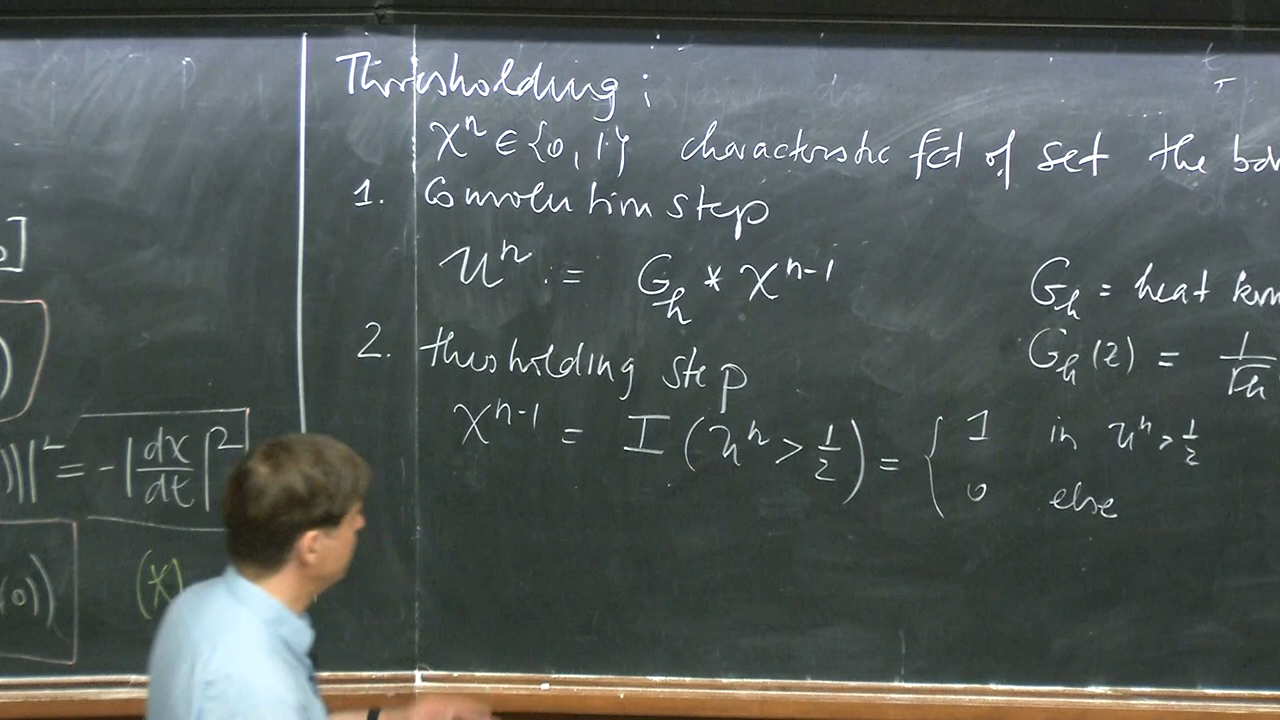 Thresholding :
χⁿ ∈ {0, 1} characteristic fct of set the
1. Convolution step
uⁿ := G_h * χⁿ⁻¹
G_h = heat
2. thresholding step
G_h (z) = 1/√h
χⁿ⁻¹ = I (uⁿ > 1/2) = { 1 in uⁿ > 1/2
0 else
|² = -| dx/dt |²
(0))
(X)